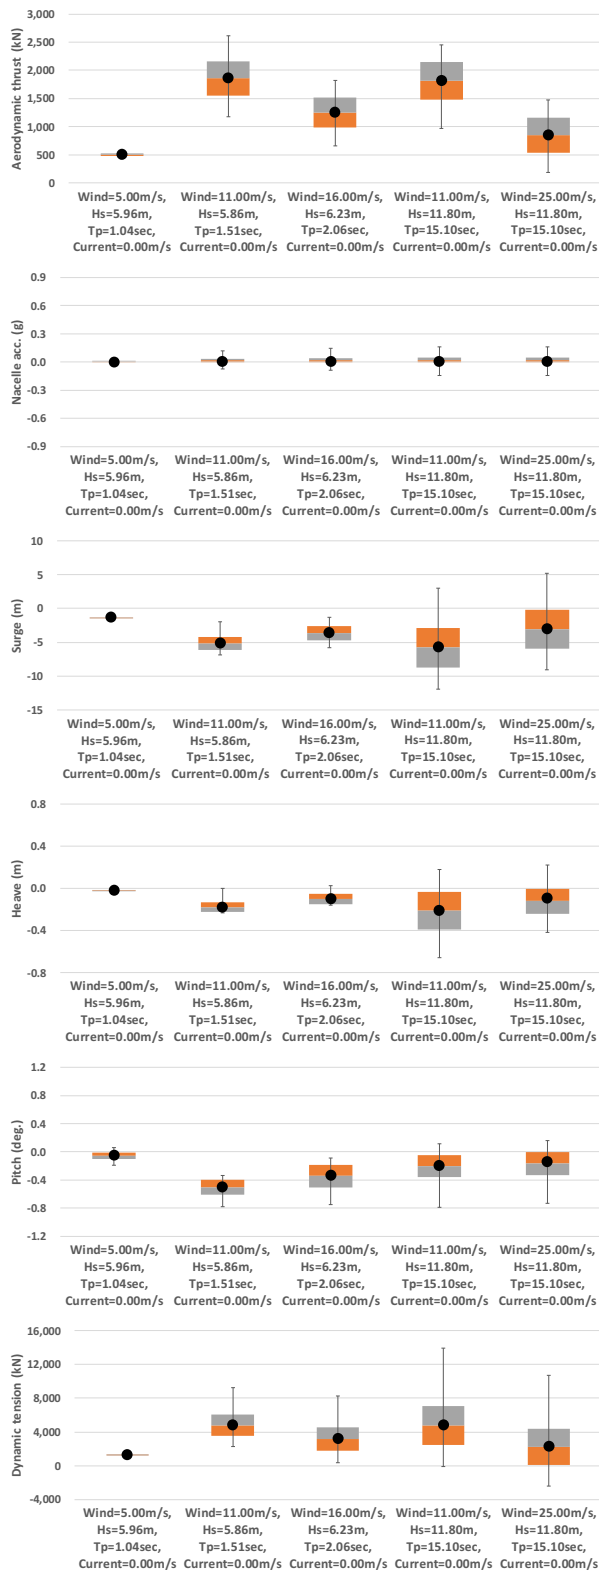 Aerodynamic thrust (kN)
3,000
2,500
2,000
1,500
1,000
500
0
Wind=5.00m/s, Wind=11.00m/s, Wind=16.00m/s, Wind=11.00m/s, Wind=25.00m/s,
Hs=5.96m, Hs=5.86m, Hs=6.23m, Hs=11.80m, Hs=11.80m,
Tp=1.04sec, Tp=1.51sec, Tp=2.06sec, Tp=15.10sec, Tp=15.10sec,
Current=0.00m/s Current=0.00m/s Current=0.00m/s Current=0.00m/s Current=0.00m/s
Nacelle acc. (g)
0.9
0.6
0.3
0.0
-0.3
-0.6
-0.9
Wind=5.00m/s, Wind=11.00m/s, Wind=16.00m/s, Wind=11.00m/s, Wind=25.00m/s,
Hs=5.96m, Hs=5.86m, Hs=6.23m, Hs=11.80m, Hs=11.80m,
Tp=1.04sec, Tp=1.51sec, Tp=2.06sec, Tp=15.10sec, Tp=15.10sec,
Current=0.00m/s Current=0.00m/s Current=0.00m/s Current=0.00m/s Current=0.00m/s
Surge (m)
10
5
0
-5
-10
-15
Wind=5.00m/s, Wind=11.00m/s, Wind=16.00m/s, Wind=11.00m/s, Wind=25.00m/s,
Hs=5.96m, Hs=5.86m, Hs=6.23m, Hs=11.80m, Hs=11.80m,
Tp=1.04sec, Tp=1.51sec, Tp=2.06sec, Tp=15.10sec, Tp=15.10sec,
Current=0.00m/s Current=0.00m/s Current=0.00m/s Current=0.00m/s Current=0.00m/s
Heave (m)
0.8
0.4
0.0
-0.4
-0.8
Wind=5.00m/s, Wind=11.00m/s, Wind=16.00m/s, Wind=11.00m/s, Wind=25.00m/s,
Hs=5.96m, Hs=5.86m, Hs=6.23m, Hs=11.80m, Hs=11.80m,
Tp=1.04sec, Tp=1.51sec, Tp=2.06sec, Tp=15.10sec, Tp=15.10sec,
Current=0.00m/s Current=0.00m/s Current=0.00m/s Current=0.00m/s Current=0.00m/s
Pitch (deg.)
1.2
0.8
0.4
0.0
-0.4
-0.8
-1.2
Wind=5.00m/s, Wind=11.00m/s, Wind=16.00m/s, Wind=11.00m/s, Wind=25.00m/s,
Hs=5.96m, Hs=5.86m, Hs=6.23m, Hs=11.80m, Hs=11.80m,
Tp=1.04sec, Tp=1.51sec, Tp=2.06sec, Tp=15.10sec, Tp=15.10sec,
Current=0.00m/s Current=0.00m/s Current=0.00m/s Current=0.00m/s Current=0.00m/s
Dynamic tension (kN)
16,000
12,000
8,000
4,000
0
-4,000
Wind=5.00m/s, Wind=11.00m/s, Wind=16.00m/s, Wind=11.00m/s, Wind=25.00m/s,
Hs=5.96m, Hs=5.86m, Hs=6.23m, Hs=11.80m, Hs=11.80m,
Tp=1.04sec, Tp=1.51sec, Tp=2.06sec, Tp=15.10sec, Tp=15.10sec,
Current=0.00m/s Current=0.00m/s Current=0.00m/s Current=0.00m/s Current=0.00m/s